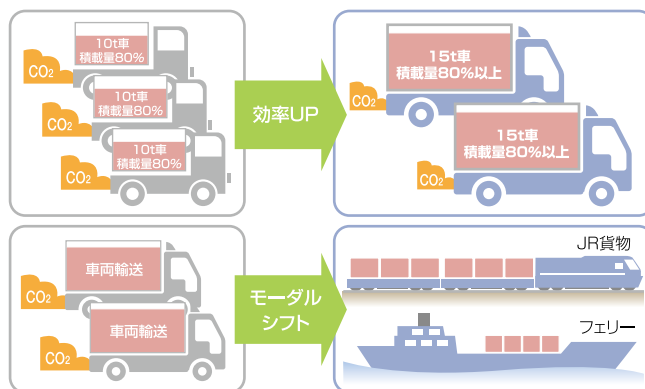 10t車
積載量80%
CO₂
10t車
積載量80%
CO₂
10t車
積載量80%
CO₂
効率UP
15t車
積載量80%以上
CO₂
15t車
積載量80%以上
CO₂
車両輸送
CO₂
車両輸送
CO₂
モーダル
シフト
JR貨物
フェリー